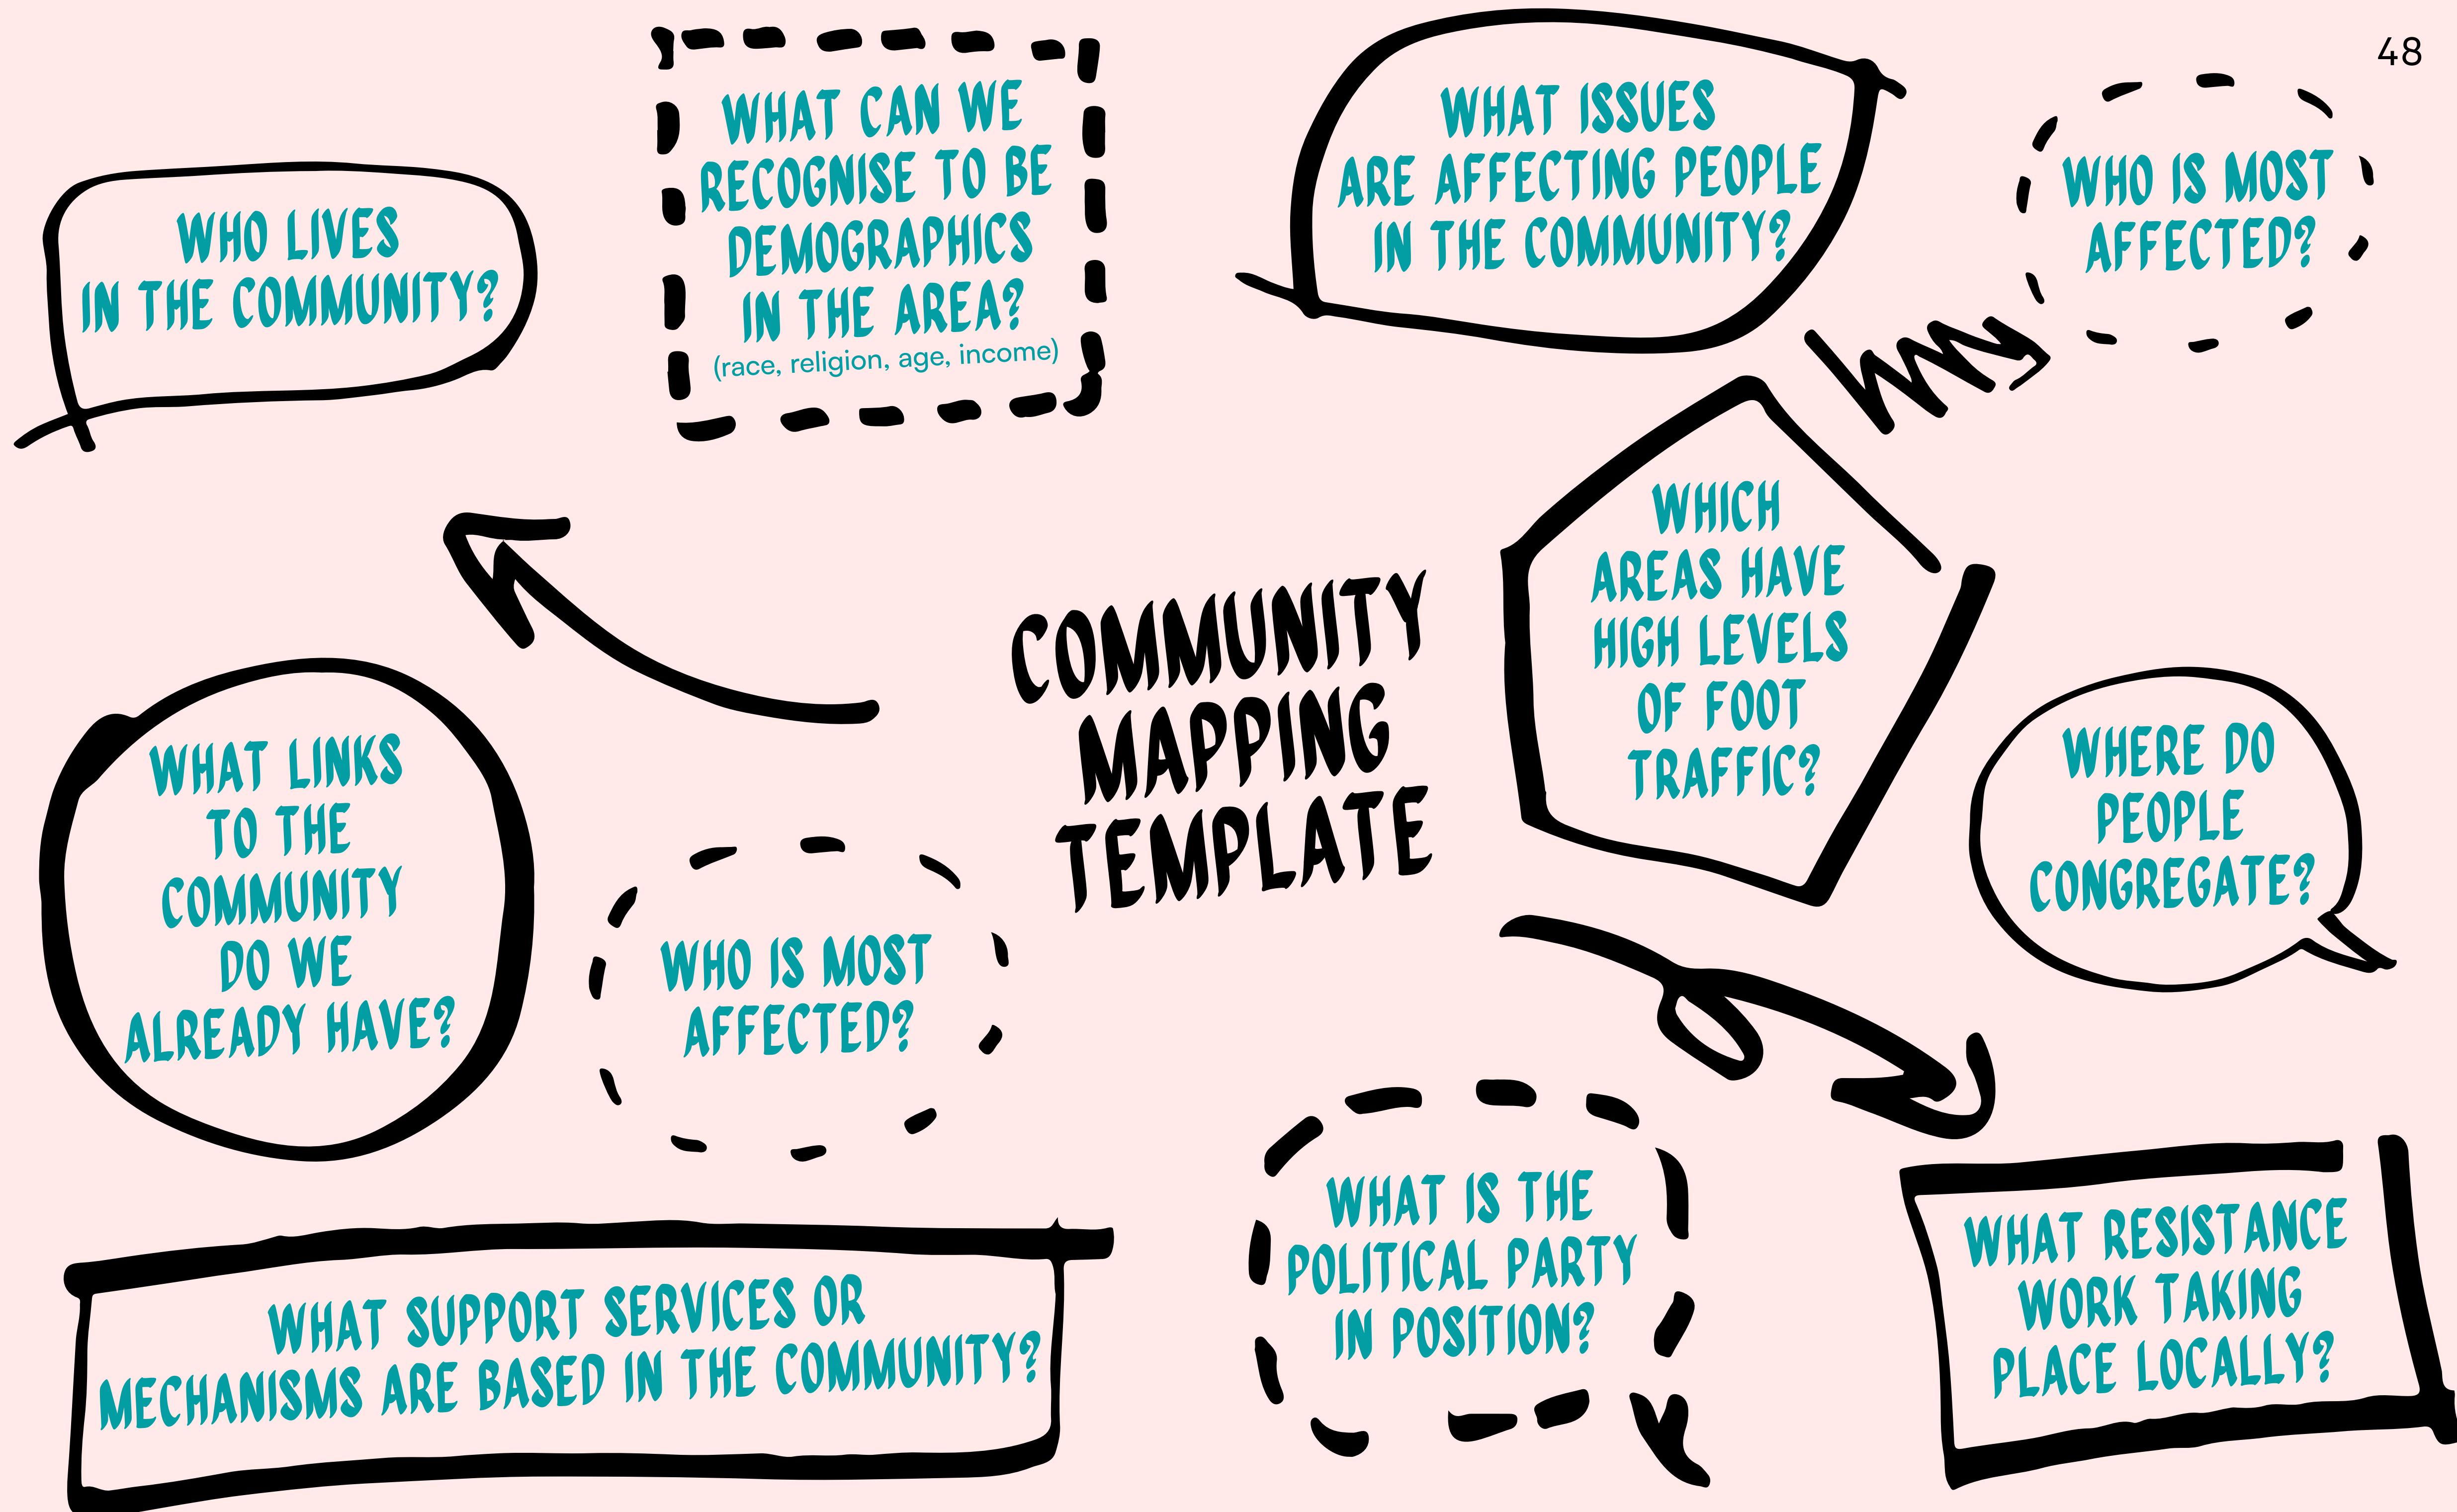 48
WHO LIVES
IN THE COMMUNITY?
WHAT CAN WE
RECOGNISE TO BE
DEMOGRAPHICS
IN THE AREA?
(race, religion, age, income)
WHAT ISSUES
ARE AFFECTING PEOPLE
IN THE COMMUNITY?
WHO IS MOST
AFFECTED?
COMMUNITY
MAPPING
TEMPLATE
WHICH
AREAS HAVE
HIGH LEVELS
OF FOOT
TRAFFIC?
WHERE DO
PEOPLE
CONGREGATE?
WHAT LINKS
TO THE
COMMUNITY
DO WE
ALREADY HAVE?
WHO IS MOST
AFFECTED?
WHAT SUPPORT SERVICES OR
MECHANISMS ARE BASED IN THE COMMUNITY?
WHAT IS THE
POLITICAL PARTY
IN POSITION?
WHAT RESISTANCE
WORK TAKING
PLACE LOCALLY?